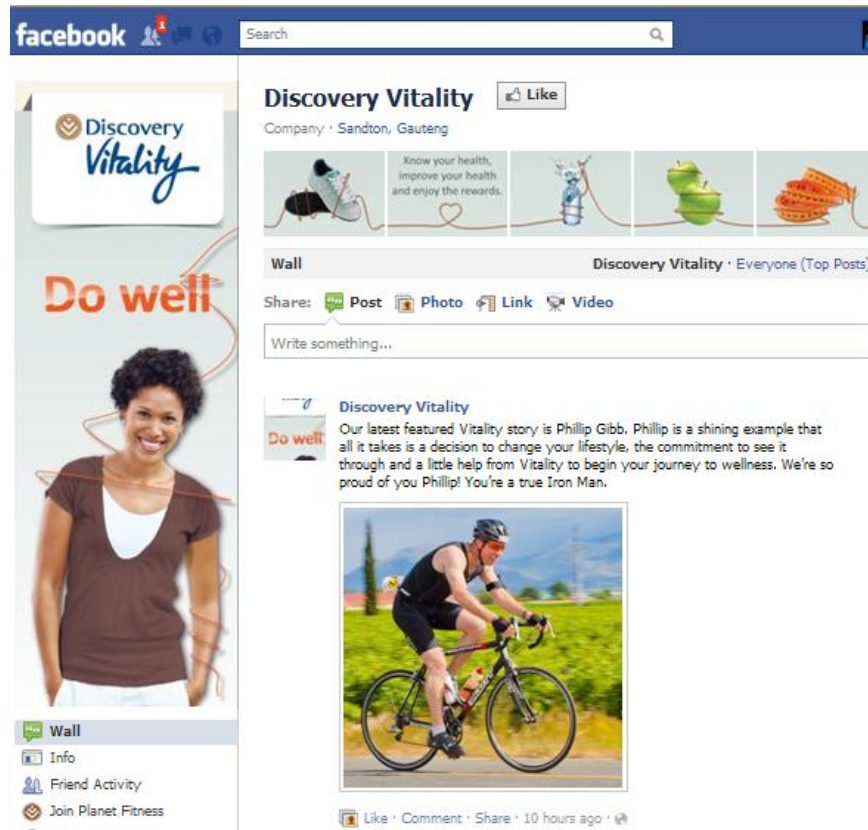 facebook
1
Search
Discovery
Vitality
Do well
Discovery Vitality
Like
Company · Sandton, Gauteng
Know your health,
improve your health
and enjoy the rewards.
Wall
Discovery Vitality · Everyone (Top Posts)
Share: Post Photo Link Video
Write something...
Do well
Discovery Vitality
Our latest featured Vitality story is Phillip Gibb. Phillip is a shining example that
all it takes is a decision to change your lifestyle, the commitment to see it
through and a little help from Vitality to begin your journey to wellness. We're so
proud of you Phillip! You're a true Iron Man.
Like · Comment · Share · 10 hours ago
Wall
Info
Friend Activity
Join Planet Fitness